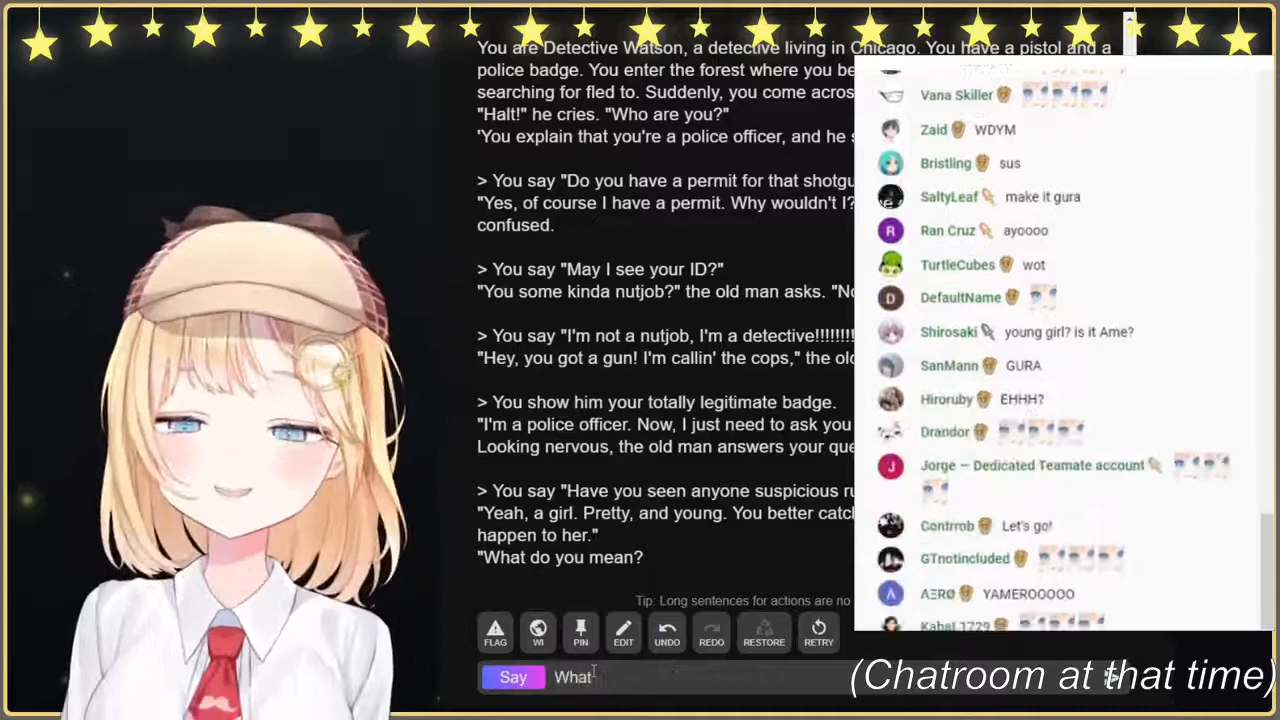 You are Detective Watson, a detective living in Chicago. You have a pistol and a
police badge. You enter the forest where you be
searching for fled to. Suddenly, you come acros
"Halt!" he cries. "Who are you?"
'You explain that you're a police officer, and he s
> You say "Do you have a permit for that shotgu
"Yes, of course I have a permit. Why wouldn't I?
confused.
> You say "May I see your ID?"
"You some kinda nutjob?" the old man asks. "No
> You say "I'm not a nutjob, I'm a detective!!!!!!!!
"Hey, you got a gun! I'm callin' the cops," the old
> You show him your totally legitimate badge.
"I'm a police officer. Now, I just need to ask you
Looking nervous, the old man answers your que
> You say "Have you seen anyone suspicious ru
"Yeah, a girl. Pretty, and young. You better catc
happen to her."
"What do you mean?
Tip: Long sentences for actions are no
FLAG WI PIN EDIT UNDO REDO RESTORE RETRY
Say What
Vana Skiller
Zaid WDYM
Bristling sus
SaltyLeaf make it gura
R Ran Cruz ayoooo
TurtleCubes wot
D DefaultName
Shirosaki young girl? is it Ame?
SanMann GURA
Hiroruby EHHH?
Drandor
J Jorge – Dedicated Teamate account
Contrrob Let's go!
GTnotincluded
Λ ΛΞRØ YAMEROOOOO
Kabal 1729
(Chatroom at that time)